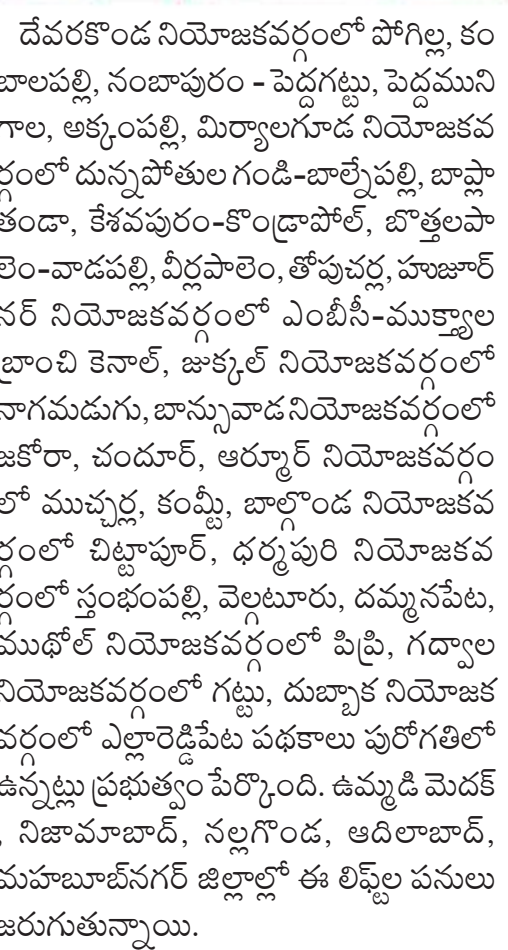 దేవరకొండ నియోజకవర్గంలో పోగిల్ల, కం
బాలపల్లి, నంబాపురం - పెద్దగట్టు, పెద్దముని
గాల, అక్కంపల్లి, మిర్యాలగూడ నియోజకవ
ర్గంలో దున్నపోతుల గండి-బాల్నేపల్లి, బాప్లా
తండా, కేశవపురం-కొండ్రాపోల్, బొత్తలపా
లెం-వాడపల్లి, వీర్లపాలెం, తోపుచర్ల, హుజూర్
నర్ నియోజకవర్గంలో ఎంబీసీ-ముక్త్యాల
బ్రాంచి కెనాల్, జుక్కల్ నియోజకవర్గంలో
నాగమడుగు, బాన్సువాడ నియోజకవర్గంలో
జకోరా, చందూర్, ఆర్మూర్ నియోజకవర్గం
లో ముచ్చర్ల, కంమ్టీ, బాల్గొండ నియోజకవ
ర్గంలో చిట్టాపూర్, ధర్మపురి నియోజకవ
ర్గంలో స్తంభంపల్లి, వెల్గటూరు, దమ్మనపేట,
ముథోల్ నియోజకవర్గంలో పిప్రి, గద్వాల
నియోజకవర్గంలో గట్టు, దుబ్బాక నియోజక
వర్గంలో ఎల్లారెడ్డిపేట పథకాలు పురోగతిలో
ఉన్నట్లు ప్రభుత్వం పేర్కొంది. ఉమ్మడి మెదక్
, నిజామాబాద్, నల్లగొండ, ఆదిలాబాద్,
మహబూబ్‌నగర్ జిల్లాల్లో ఈ లిఫ్ట్‌ల పనులు
జరుగుతున్నాయి.